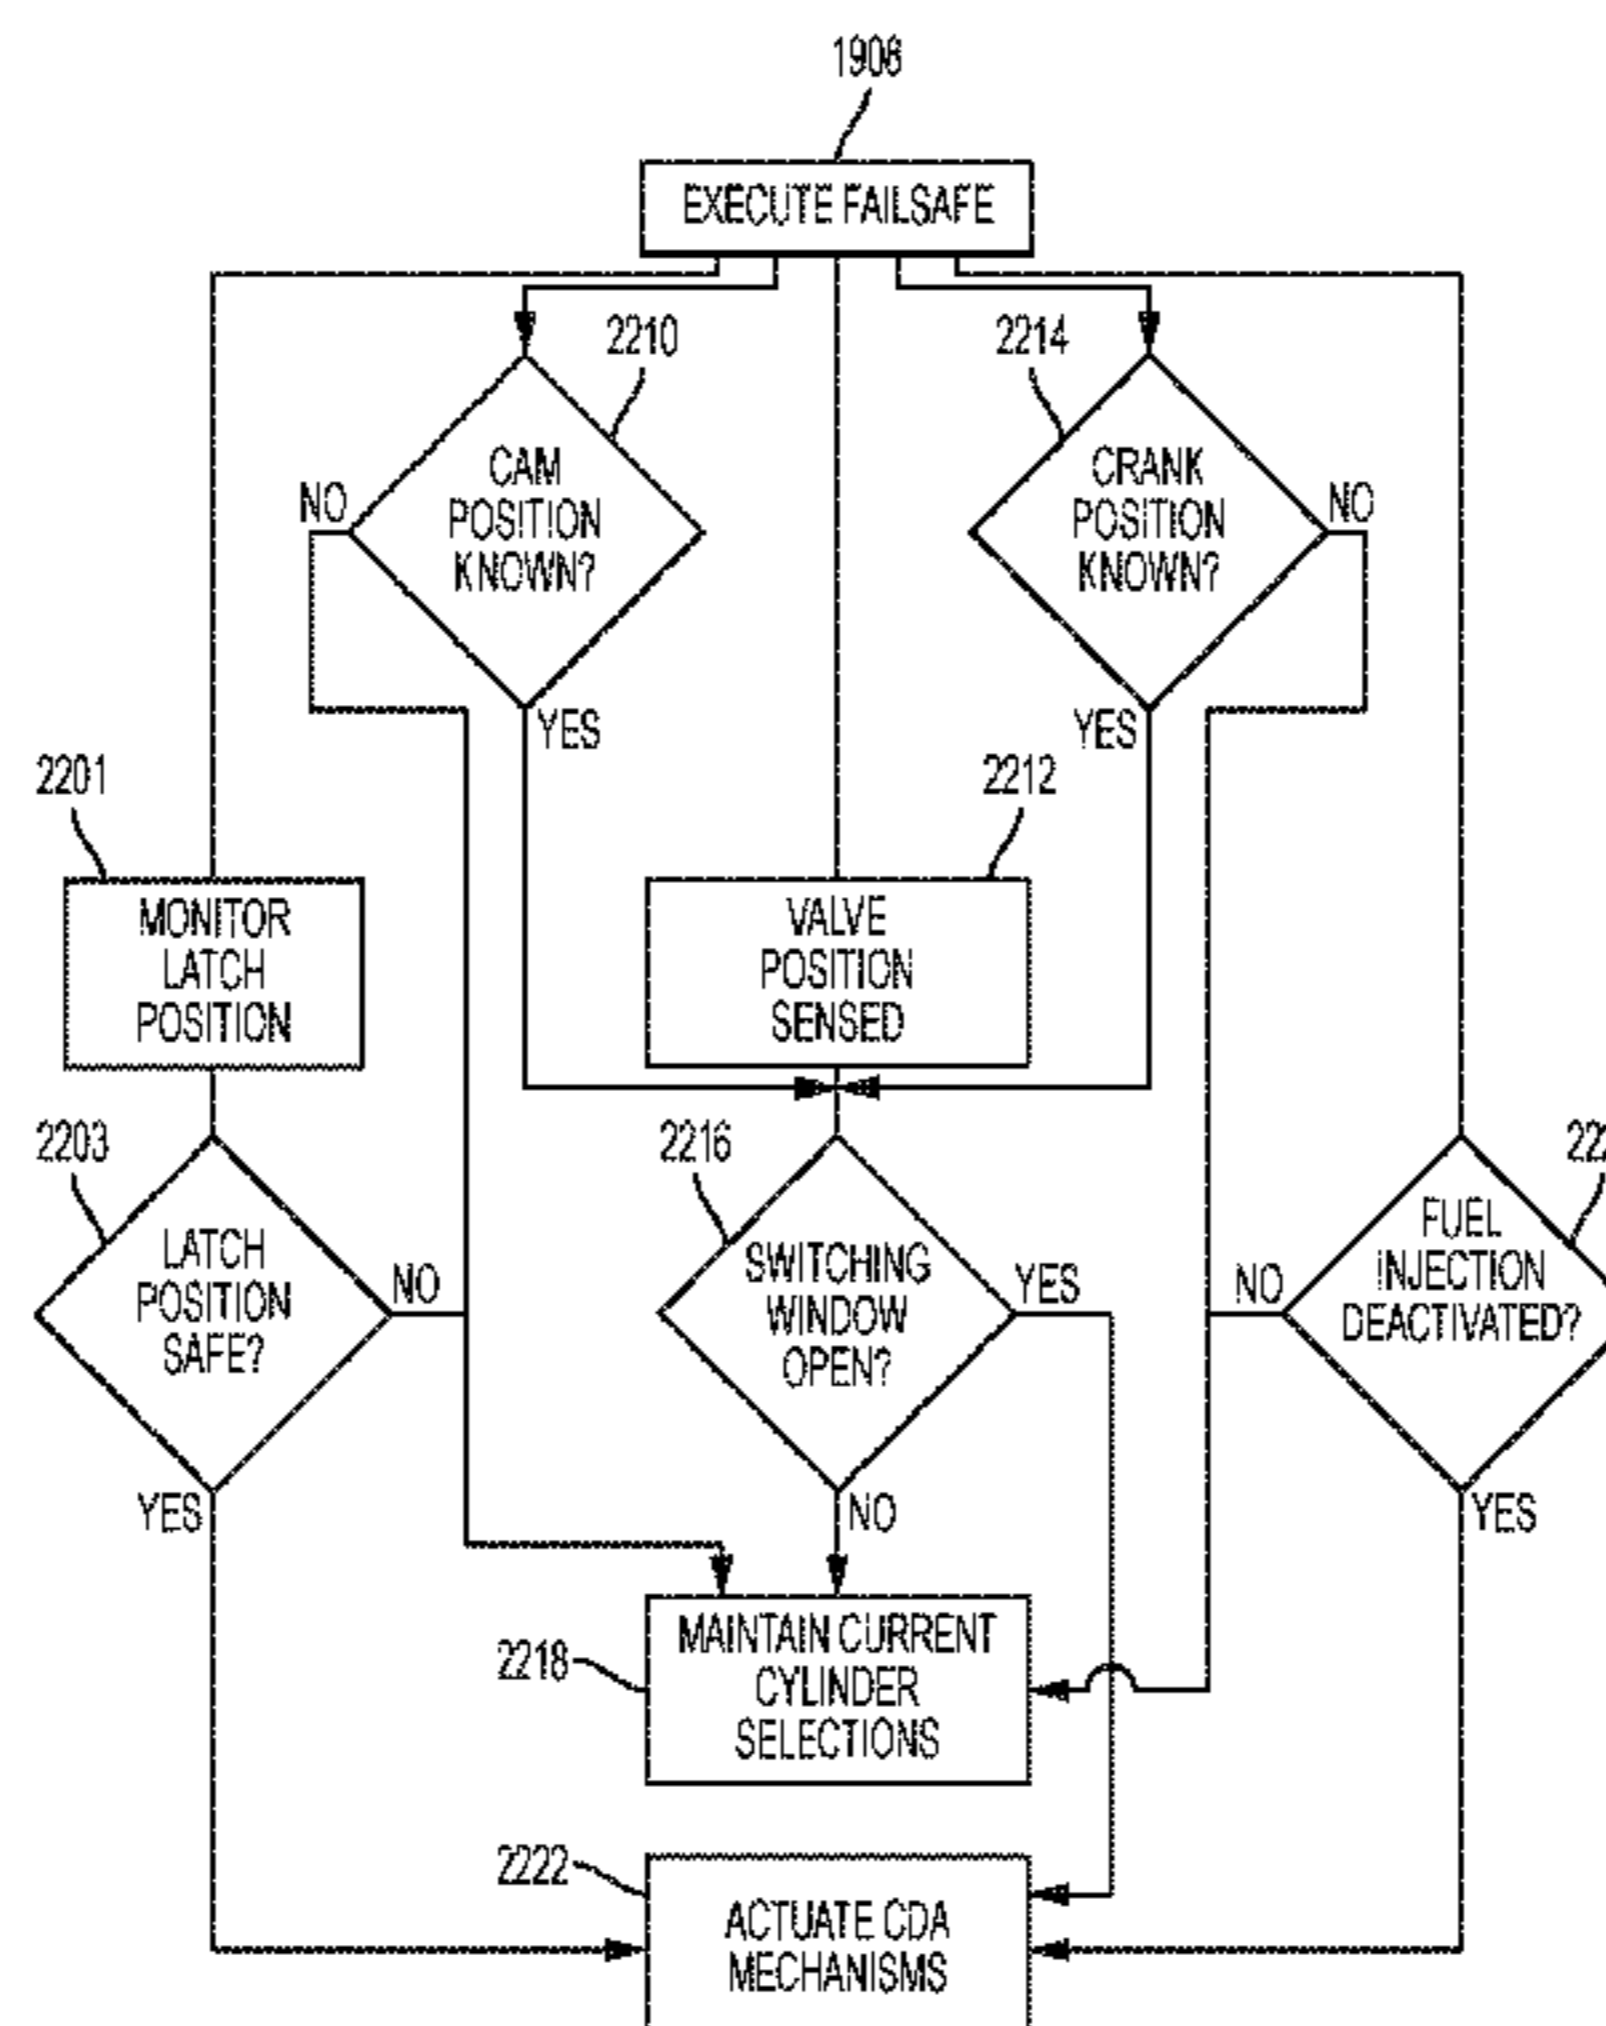 1908
EXECUTE FAILSAFE
2210
2214
CAM
POSITION
KNOWN?
NO
YES
CRANK
POSITION
KNOWN?
NO
YES
2201
MONITOR
LATCH
POSITION
2212
VALVE
POSITION
SENSED
2203
LATCH
POSITION
SAFE?
NO
YES
2216
SWITCHING
WINDOW
OPEN?
YES
NO
FUEL
INJECTION
DEACTIVATED?
NO
YES
2218
MAINTAIN CURRENT
CYLINDER
SELECTIONS
2222
ACTUATE CDA
MECHANISMS